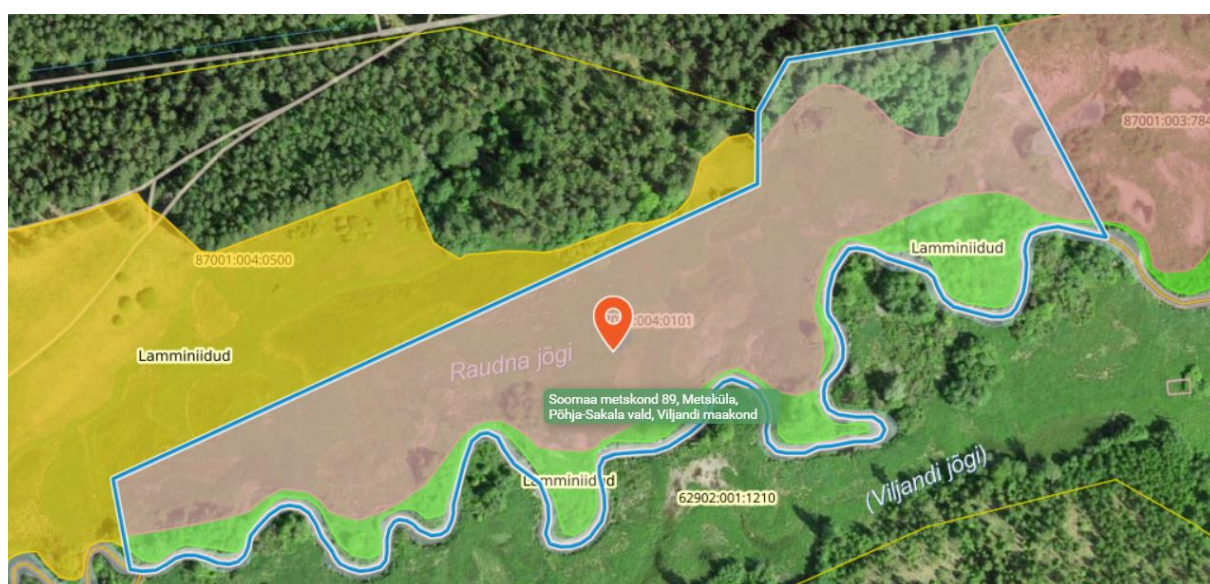 87001:003:784
Lamminiidud
87001:004:0500
:004:0101
Lamminiidud
Raudna jõgi
Soomaa metskond 89, Metsküla,
Põhja-Sakala vald, Viljandi maakond
Lamminiidud
62902:001:1210
(Viljandi jõgi)